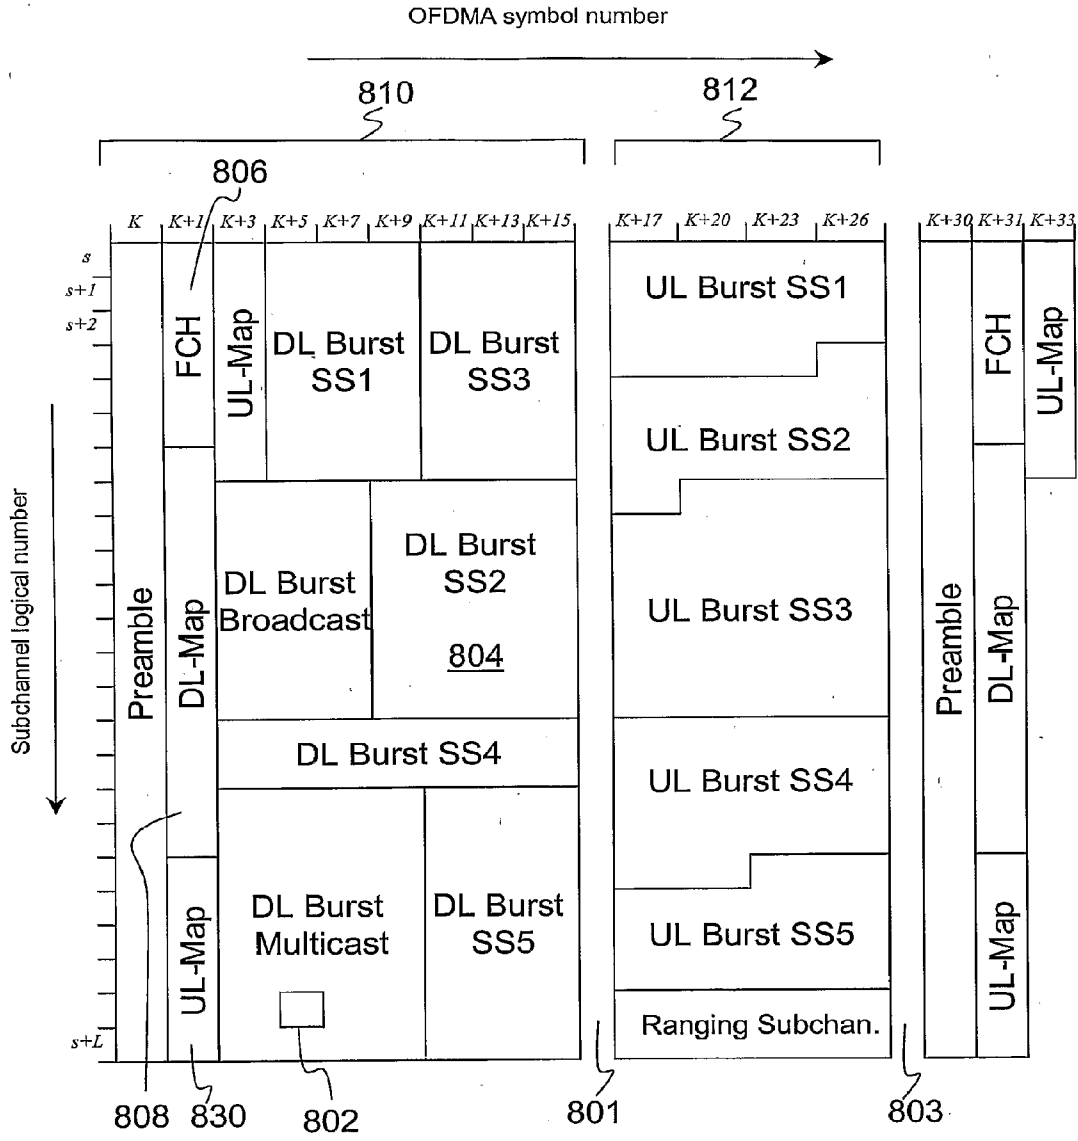 OFDMA symbol number
810
812
806
K
K+1
K+3
K+5
K+7
K+9
K+11
K+13
K+15
K+17
K+20
K+23
K+26
K+30
K+31
K+33
s
s+1
s+2
s+L
Subchannel logical number
Preamble
FCH
DL-Map
UL-Map
UL-Map
DL Burst
SS1
DL Burst
SS3
DL Burst
Broadcast
DL Burst
SS2
804
DL Burst SS4
DL Burst
Multicast
DL Burst
SS5
UL Burst SS1
UL Burst SS2
UL Burst SS3
UL Burst SS4
UL Burst SS5
Ranging Subchan.
Preamble
FCH
DL-Map
UL-Map
UL-Map
808
830
802
801
803